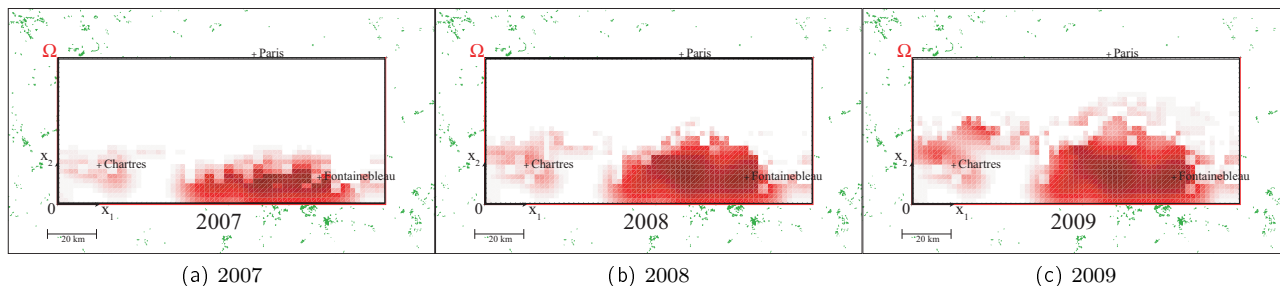 Ω
+ Paris
x2
+ Chartres
+ Fontainebleau
0
x1
2007
20 km
(a) 2007
Ω
+ Paris
x2
+ Chartres
+ Fontainebleau
0
x1
2008
20 km
(b) 2008
Ω
+ Paris
x2
+ Chartres
+ Fontainebleau
0
x1
2009
20 km
(c) 2009